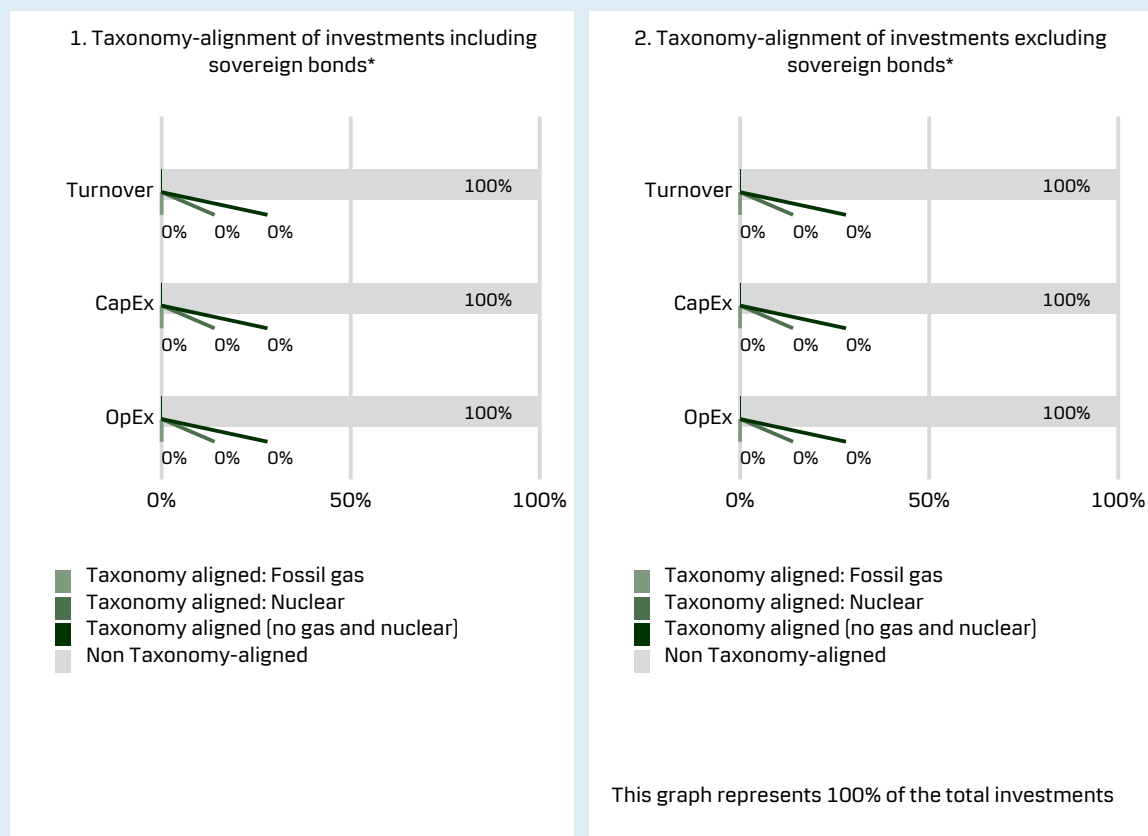 1. Taxonomy-alignment of investments including
sovereign bonds*
Turnover
100%
0% 0% 0%
CapEx
100%
0% 0% 0%
OpEx
100%
0% 0% 0%
0% 50% 100%
Taxonomy aligned: Fossil gas
Taxonomy aligned: Nuclear
Taxonomy aligned (no gas and nuclear)
Non Taxonomy-aligned
2. Taxonomy-alignment of investments excluding
sovereign bonds*
Turnover
100%
0% 0% 0%
CapEx
100%
0% 0% 0%
OpEx
100%
0% 0% 0%
0% 50% 100%
Taxonomy aligned: Fossil gas
Taxonomy aligned: Nuclear
Taxonomy aligned (no gas and nuclear)
Non Taxonomy-aligned
This graph represents 100% of the total investments